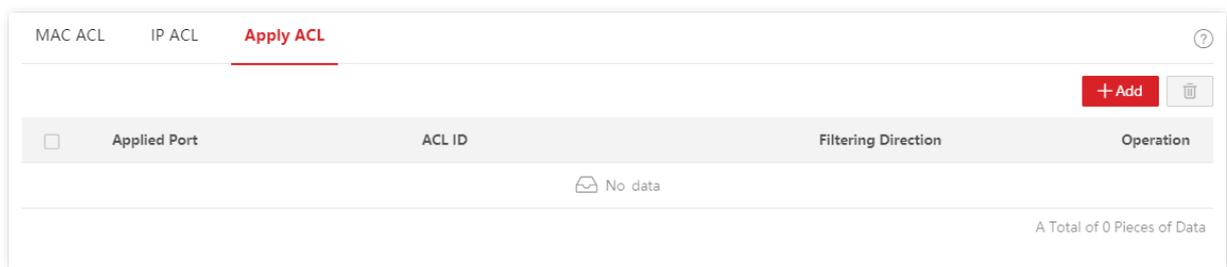 MAC ACL IP ACL Apply ACL ?
+ Add
Applied Port ACL ID Filtering Direction Operation
No data
A Total of 0 Pieces of Data